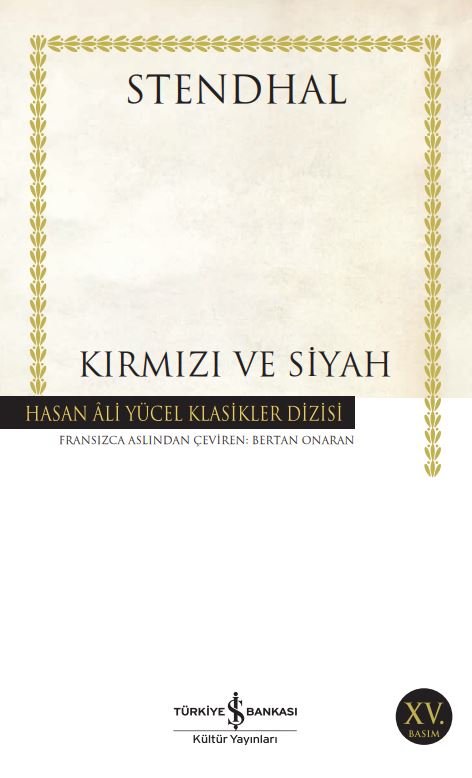 STENDHAL
KIRMIZI VE SİYAH
HASAN ÂLİ YÜCEL KLASİKLER DİZİSİ
FRANSIZCA ASLINDAN ÇEVİREN: BERTAN ONARAN
TÜRKİYE İŞ BANKASI
Kültür Yayınları
XV.
BASIM